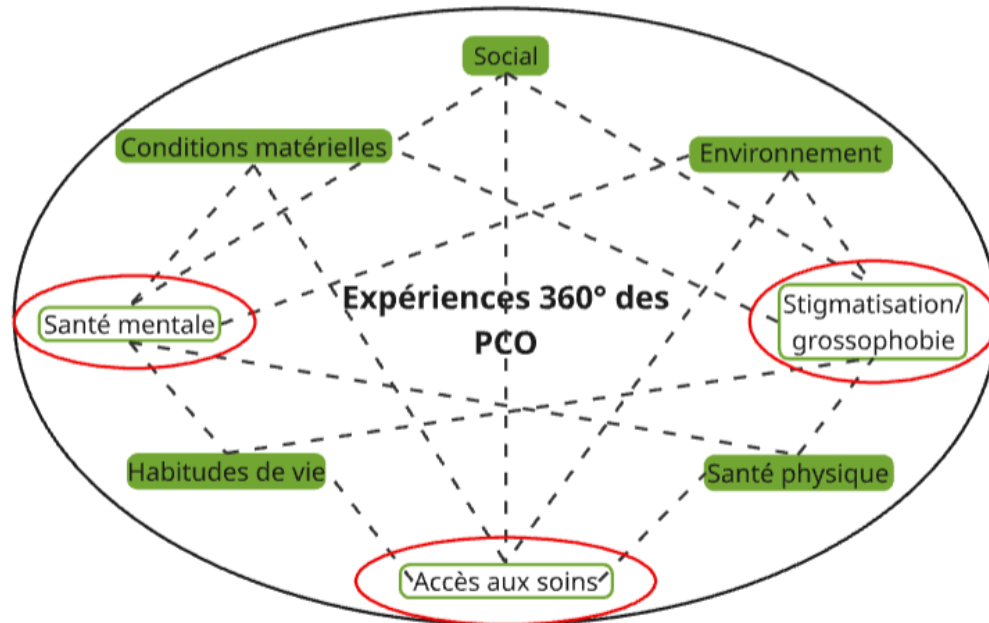 Social
Conditions matérielles
Environnement
Expériences 360° des
PCO
Santé mentale
Stigmatisation/
grossophobie
Habitudes de vie
Santé physique
Accès aux soins